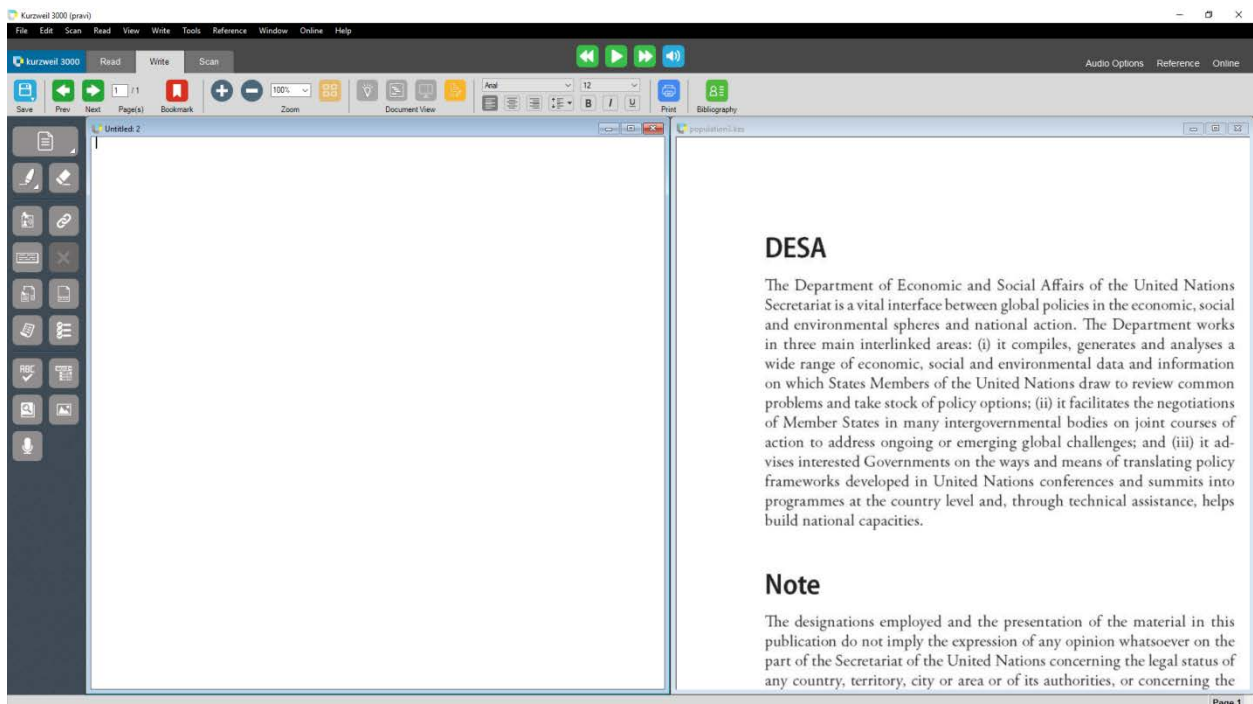 Kurzweil 3000 (pravi)
File Edit Scan Read View Write Tools Reference Window Online Help
kurzweil 3000 Read Write Scan
Audio Options Reference Online
1 / 1 100% Arial 12
B I U
Save Prev Next Page(s) Bookmark Zoom Document View Print Bibliography
Untitled: 2
ABC
DESA
The Department of Economic and Social Affairs of the United Nations
Secretariat is a vital interface between global policies in the economic, social
and environmental spheres and national action. The Department works
in three main interlinked areas: (i) it compiles, generates and analyses a
wide range of economic, social and environmental data and information
on which States Members of the United Nations draw to review common
problems and take stock of policy options; (ii) it facilitates the negotiations
of Member States in many intergovernmental bodies on joint courses of
action to address ongoing or emerging global challenges; and (iii) it ad-
vises interested Governments on the ways and means of translating policy
frameworks developed in United Nations conferences and summits into
programmes at the country level and, through technical assistance, helps
build national capacities.
Note
The designations employed and the presentation of the material in this
publication do not imply the expression of any opinion whatsoever on the
part of the Secretariat of the United Nations concerning the legal status of
any country, territory, city or area or of its authorities, or concerning the
Page 1